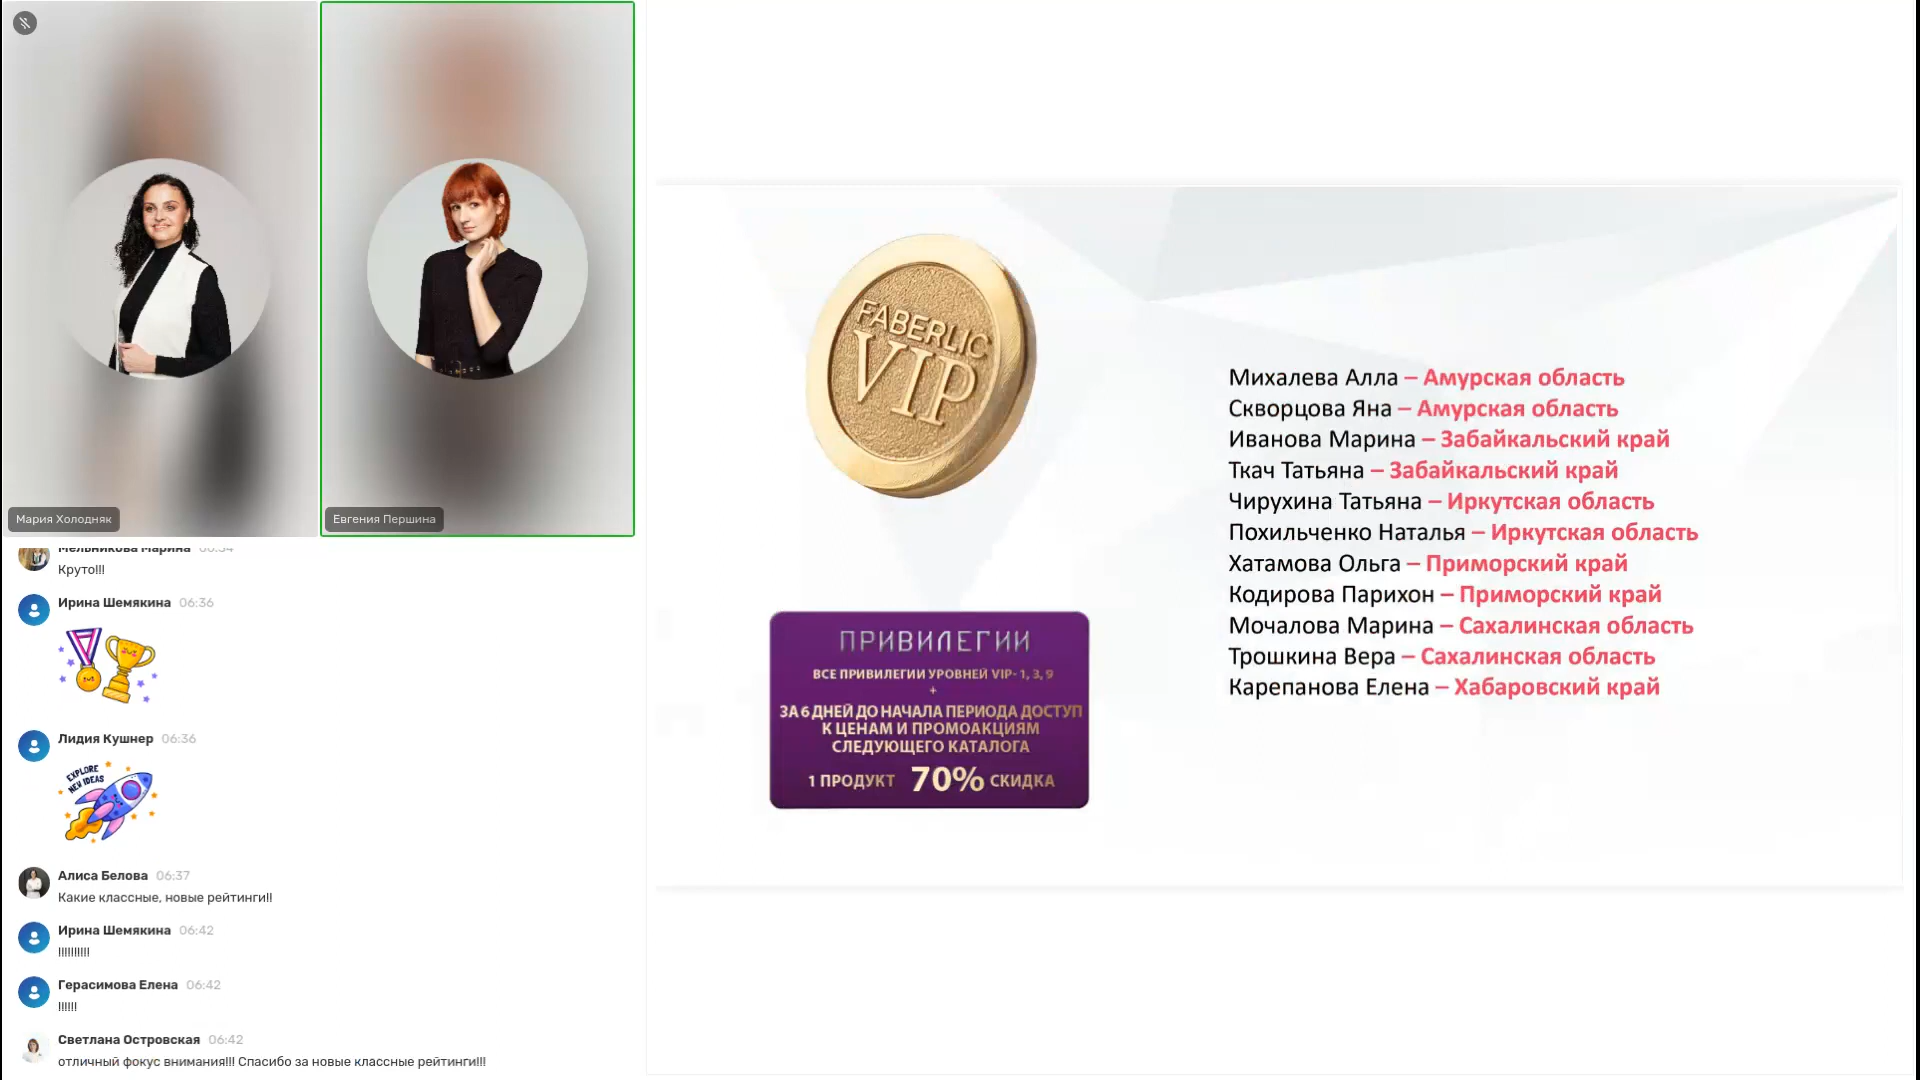 Мария Холодняк
Евгения Першина
Мельникова Марина 06:34
Круто!!!
Ирина Шемякина 06:36
Лидия Кушнер 06:36
EXPLORE
NEW IDEAS
Алиса Белова 06:37
Какие классные, новые рейтинги!!
Ирина Шемякина 06:42
!!!!!!!!!!
Герасимова Елена 06:42
!!!!!!
Светлана Островская 06:42
отличный фокус внимания!!! Спасибо за новые классные рейтинги!!!
FABERLIC
VIP
ПРИВИЛЕГИИ
ВСЕ ПРИВИЛЕГИИ УРОВНЕЙ VIP- 1, 3, 9
+
ЗА 6 ДНЕЙ ДО НАЧАЛА ПЕРИОДА ДОСТУП
К ЦЕНАМ И ПРОМОАКЦИЯМ
СЛЕДУЮЩЕГО КАТАЛОГА
1 ПРОДУКТ 70% СКИДКА
Михалева Алла – Амурская область
Скворцова Яна – Амурская область
Иванова Марина – Забайкальский край
Ткач Татьяна – Забайкальский край
Чирухина Татьяна – Иркутская область
Похильченко Наталья – Иркутская область
Хатамова Ольга – Приморский край
Кодирова Парихон – Приморский край
Мочалова Марина – Сахалинская область
Трошкина Вера – Сахалинская область
Карепанова Елена – Хабаровский край